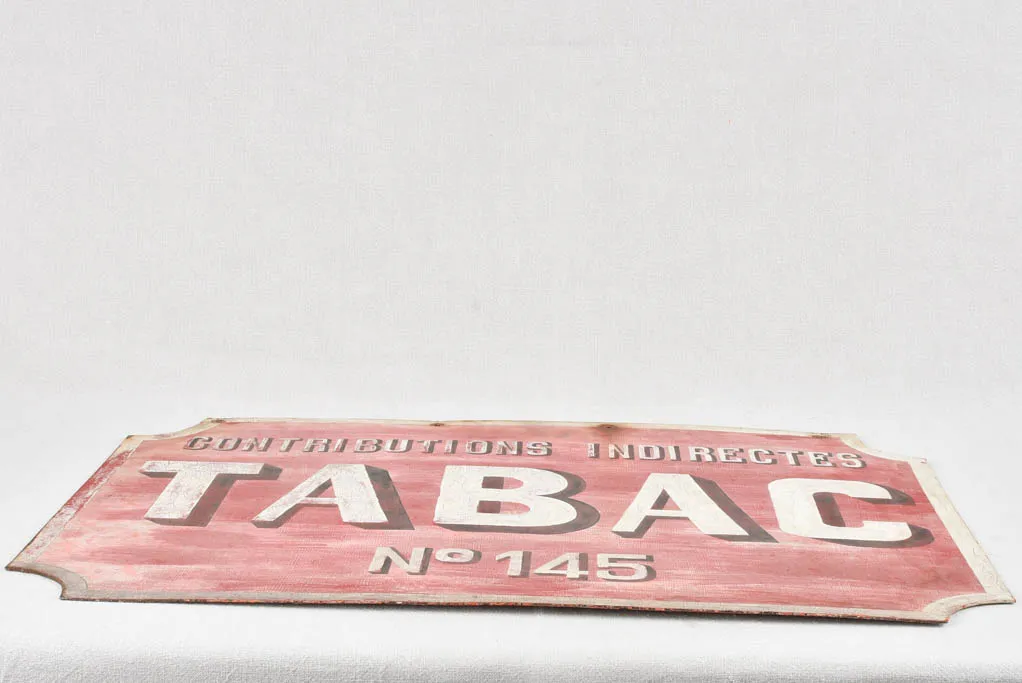 CONTRIBUTIONS INDIRECTES
TABAC
Nº 145